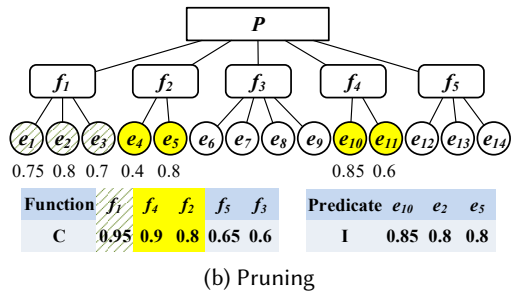 P
f1 f2 f3 f4 f5
e1 e2 e3 e4 e5 e6 e7 e8 e9 e10 e11 e12 e13 e14
0.75 0.8 0.7 0.4 0.8 0.85 0.6
Function f1 f4 f2 f5 f3
C 0.95 0.9 0.8 0.65 0.6
Predicate e10 e2 e5
I 0.85 0.8 0.8
(b) Pruning